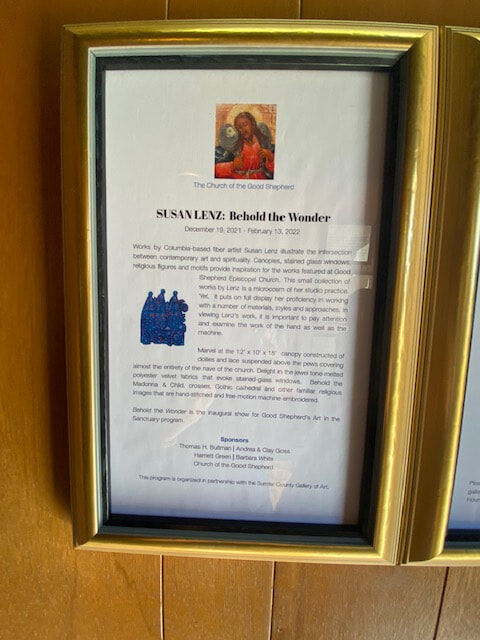 The Church of the Good Shepherd
SUSAN LENZ: Behold the Wonder
December 19, 2021 - February 13, 2022
Works by Columbia-based fiber artist Susan Lenz illustrate the intersection
between contemporary art and spirituality. Canopies, stained glass windows,
religious figures and motifs provide inspiration for the works featured at Good
Shepherd Episcopal Church. This small collection of
works by Lenz is a microcosm of her studio practice.
Yet, it puts on full display her proficiency in working
with a number of materials, styles and approaches. In
viewing Lenz's work, it is important to pay attention
and examine the work of the hand as well as the
machine.
Marvel at the 12' x 10' x 15' canopy constructed of
doilies and lace suspended above the pews covering
almost the entirety of the nave of the church. Delight in the jewel tone melted
polyester velvet fabrics that evoke stained-glass windows. Behold the
Madonna & Child, crosses, Gothic cathedral and other familiar religious
images that are hand-stitched and free-motion machine-embroidered.
Behold the Wonder is the inaugural show for Good Shepherd's Art in the
Sanctuary program.
Sponsors
Thomas H. Bultman | Andrea & Clay Goss
Harriett Green | Barbara White
Church of the Good Shepherd
This program is organized in partnership with the Sumter County Gallery of Art.